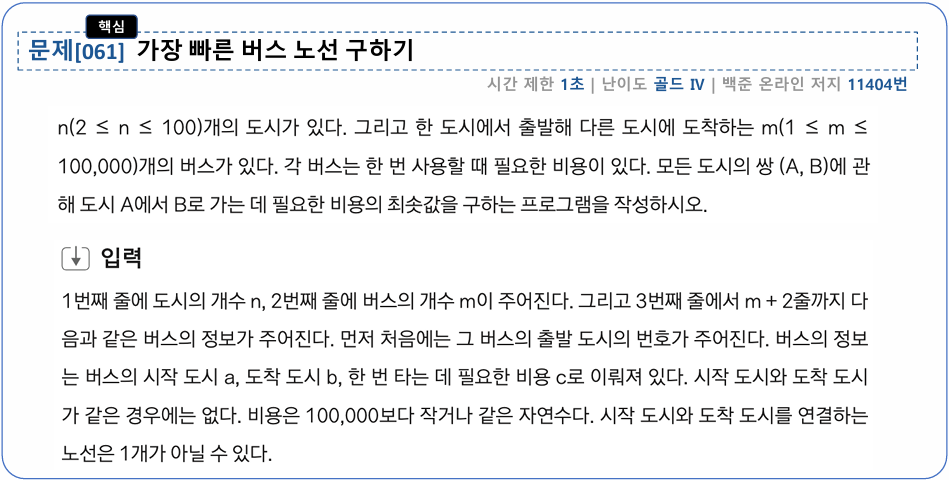 핵심
문제[061] 가장 빠른 버스 노선 구하기
시간 제한 1초 | 난이도 골드 Ⅳ | 백준 온라인 저지 11404번
n(2 ≤ n ≤ 100)개의 도시가 있다. 그리고 한 도시에서 출발해 다른 도시에 도착하는 m(1 ≤ m ≤
100,000)개의 버스가 있다. 각 버스는 한 번 사용할 때 필요한 비용이 있다. 모든 도시의 쌍 (A, B)에 관
해 도시 A에서 B로 가는 데 필요한 비용의 최솟값을 구하는 프로그램을 작성하시오.
입력
1번째 줄에 도시의 개수 n, 2번째 줄에 버스의 개수 m이 주어진다. 그리고 3번째 줄에서 m + 2줄까지 다
음과 같은 버스의 정보가 주어진다. 먼저 처음에는 그 버스의 출발 도시의 번호가 주어진다. 버스의 정보
는 버스의 시작 도시 a, 도착 도시 b, 한 번 타는 데 필요한 비용 c로 이뤄져 있다. 시작 도시와 도착 도시
가 같은 경우에는 없다. 비용은 100,000보다 작거나 같은 자연수다. 시작 도시와 도착 도시를 연결하는
노선은 1개가 아닐 수 있다.